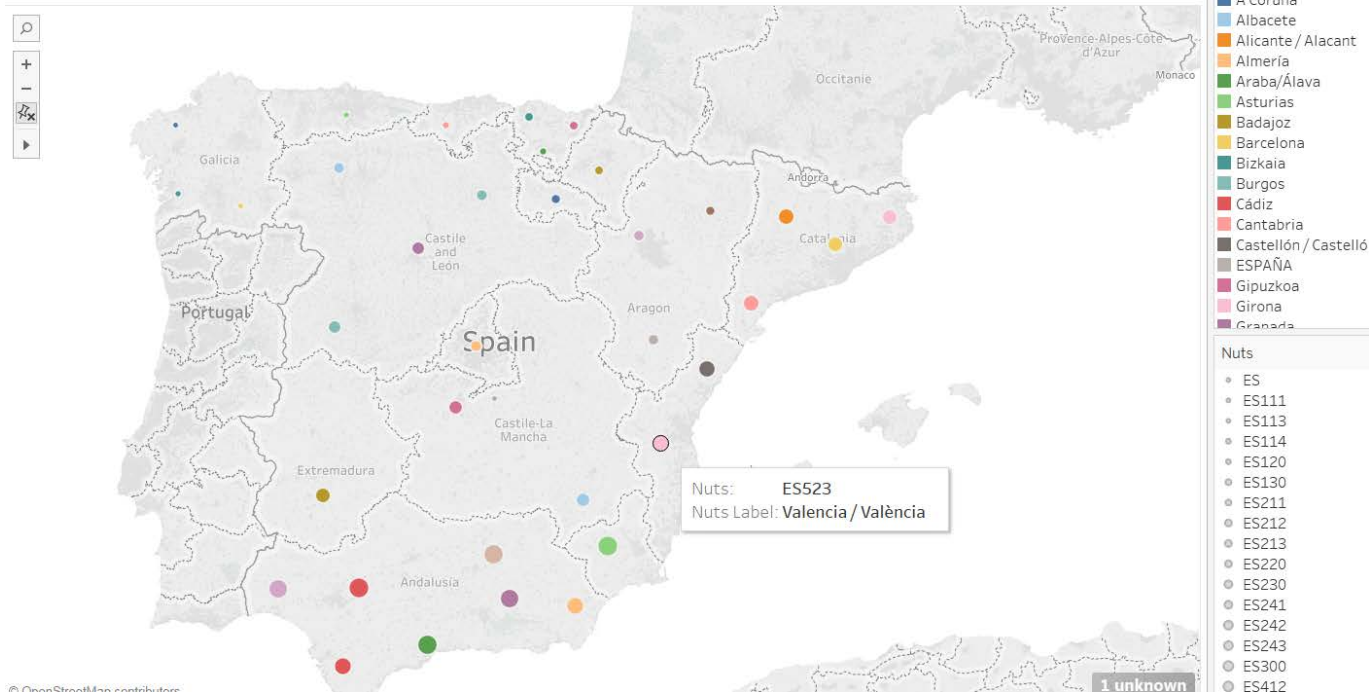 Galicia
Castile
and
León
Portugal
Spain
Castile-La
Mancha
Extremadura
Andalusia
Aragon
Catalonia
Andorra
Occitanie
Provence-Alpes-Côte
d'Azur
Monaco
Nuts: ES523
Nuts Label: Valencia / València
1 unknown
© OpenStreetMap contributors
A Coruña
Albacete
Alicante / Alacant
Almería
Araba/Álava
Asturias
Badajoz
Barcelona
Bizkaia
Burgos
Cádiz
Cantabria
Castellón / Castelló
ESPAÑA
Gipuzkoa
Girona
Granada
Nuts
ES
ES111
ES113
ES114
ES120
ES130
ES211
ES212
ES213
ES220
ES230
ES241
ES242
ES243
ES300
ES412